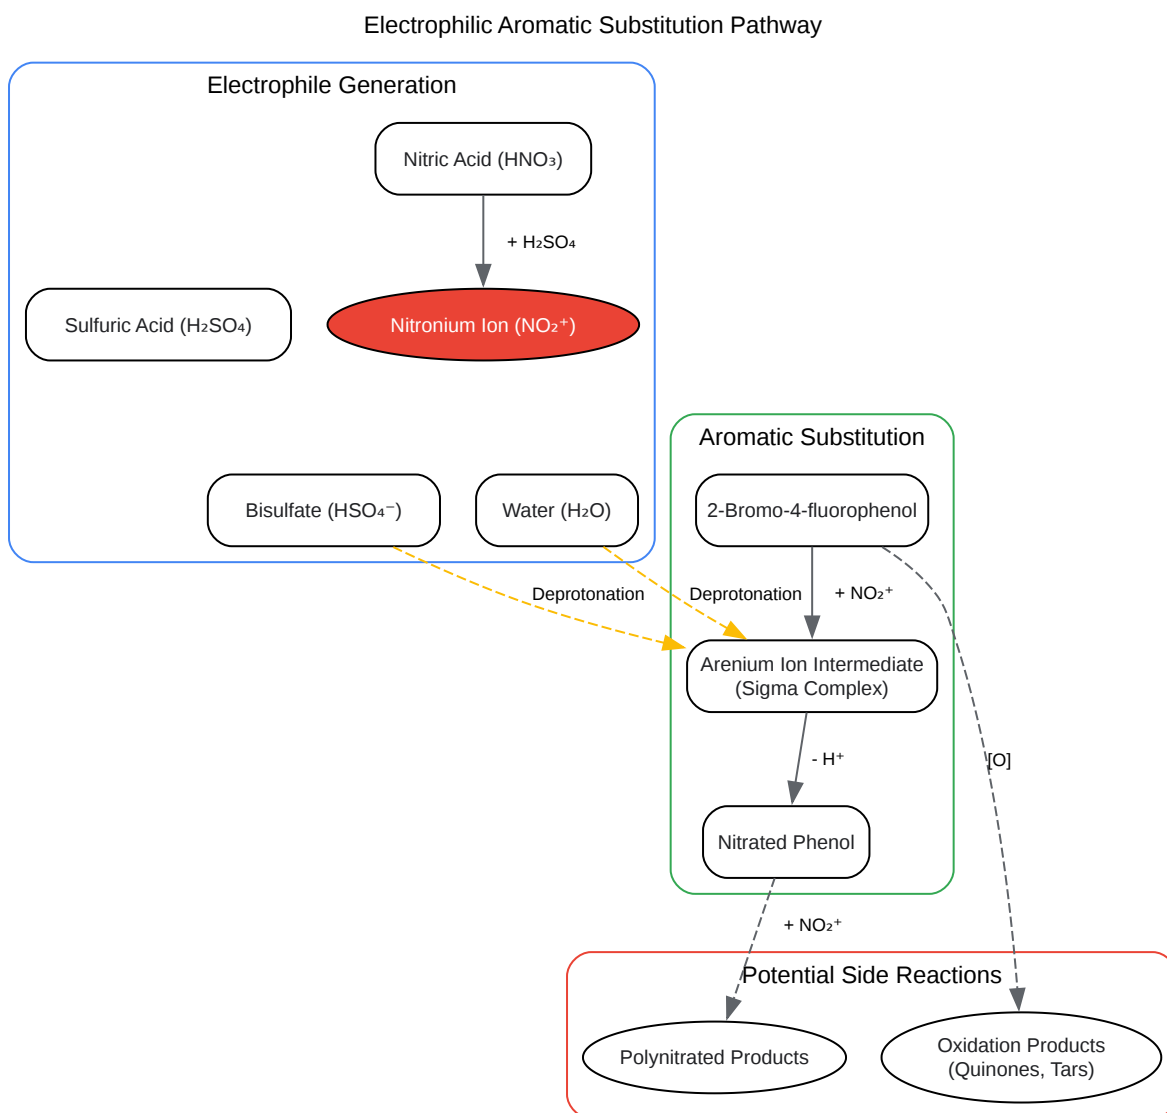 Electrophilic Aromatic Substitution Pathway
Electrophile Generation
Nitric Acid (HNO₃)
+ H₂SO₄
Sulfuric Acid (H₂SO₄)
Nitronium Ion (NO₂⁺)
Aromatic Substitution
Bisulfate (HSO₄⁻)
Water (H₂O)
2-Bromo-4-fluorophenol
Deprotonation
Deprotonation
+ NO₂⁺
Arenium Ion Intermediate
(Sigma Complex)
- H⁺
[O]
Nitrated Phenol
+ NO₂⁺
Potential Side Reactions
Polynitrated Products
Oxidation Products
(Quinones, Tars)